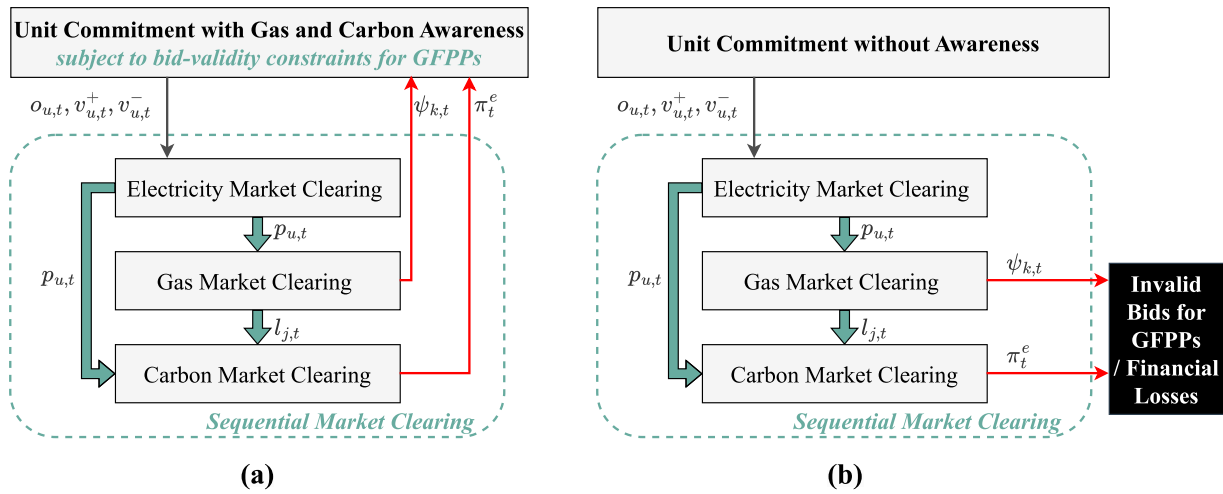 Unit Commitment with Gas and Carbon Awareness
subject to bid-validity constraints for GFPPs
o_{u,t}, v^+_{u,t}, v^-_{u,t}
ψ_{k,t}
π^e_t
Electricity Market Clearing
p_{u,t}
p_{u,t}
Gas Market Clearing
l_{j,t}
Carbon Market Clearing
Sequential Market Clearing
(a)
Unit Commitment without Awareness
o_{u,t}, v^+_{u,t}, v^-_{u,t}
Electricity Market Clearing
p_{u,t}
p_{u,t}
Gas Market Clearing
ψ_{k,t}
l_{j,t}
Carbon Market Clearing
π^e_t
Sequential Market Clearing
Invalid
Bids for
GFPPs
/ Financial
Losses
(b)